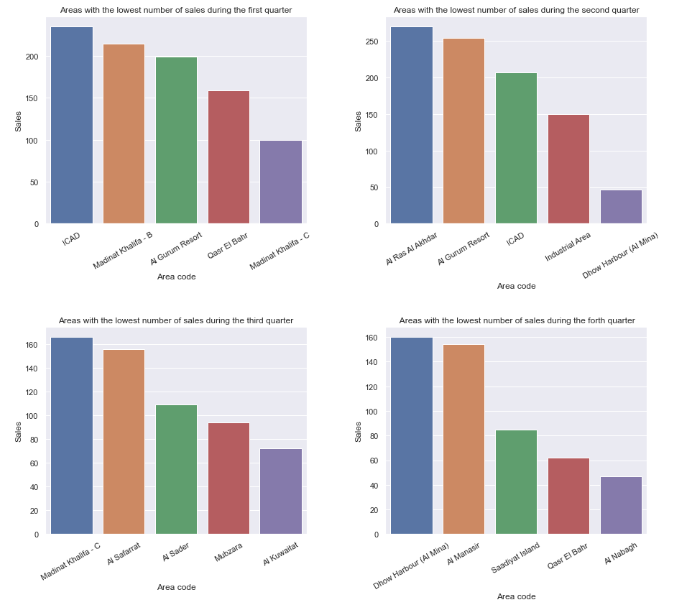 Areas with the lowest number of sales during the first quarter
Sales
200
150
100
50
0
ICAD
Madinat Khalifa - B
Al Gurum Resort
Qasr El Bahr
Madinat Khalifa - C
Area code
Areas with the lowest number of sales during the second quarter
Sales
250
200
150
100
50
0
Al Ras Al Akhdar
Al Gurum Resort
ICAD
Industrial Area
Dhow Harbour (Al Mina)
Area code
Areas with the lowest number of sales during the third quarter
Sales
160
140
120
100
80
60
40
20
0
Madinat Khalifa - C
Al Safarrat
Al Sader
Mubzara
Al Kuwaitat
Area code
Areas with the lowest number of sales during the forth quarter
Sales
160
140
120
100
80
60
40
20
0
Dhow Harbour (Al Mina)
Al Manasir
Saadiyat Island
Qasr El Bahr
Al Nabagh
Area code